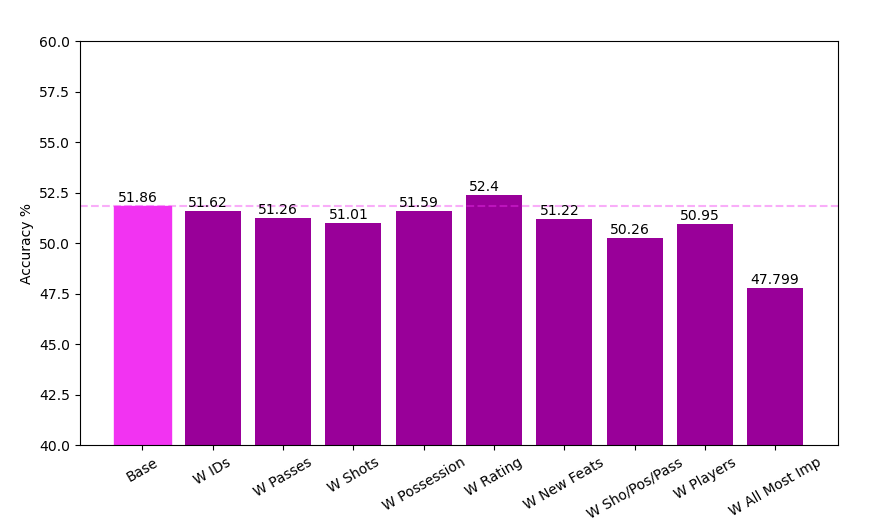 60.0
57.5
55.0
52.5
50.0
47.5
45.0
42.5
40.0
Accuracy %
51.86
51.62
51.26
51.01
51.59
52.4
51.22
50.26
50.95
47.799
Base
W IDs
W Passes
W Shots
W Possession
W Rating
W New Feats
W Sho/Pos/Pass
W Players
W All Most Imp